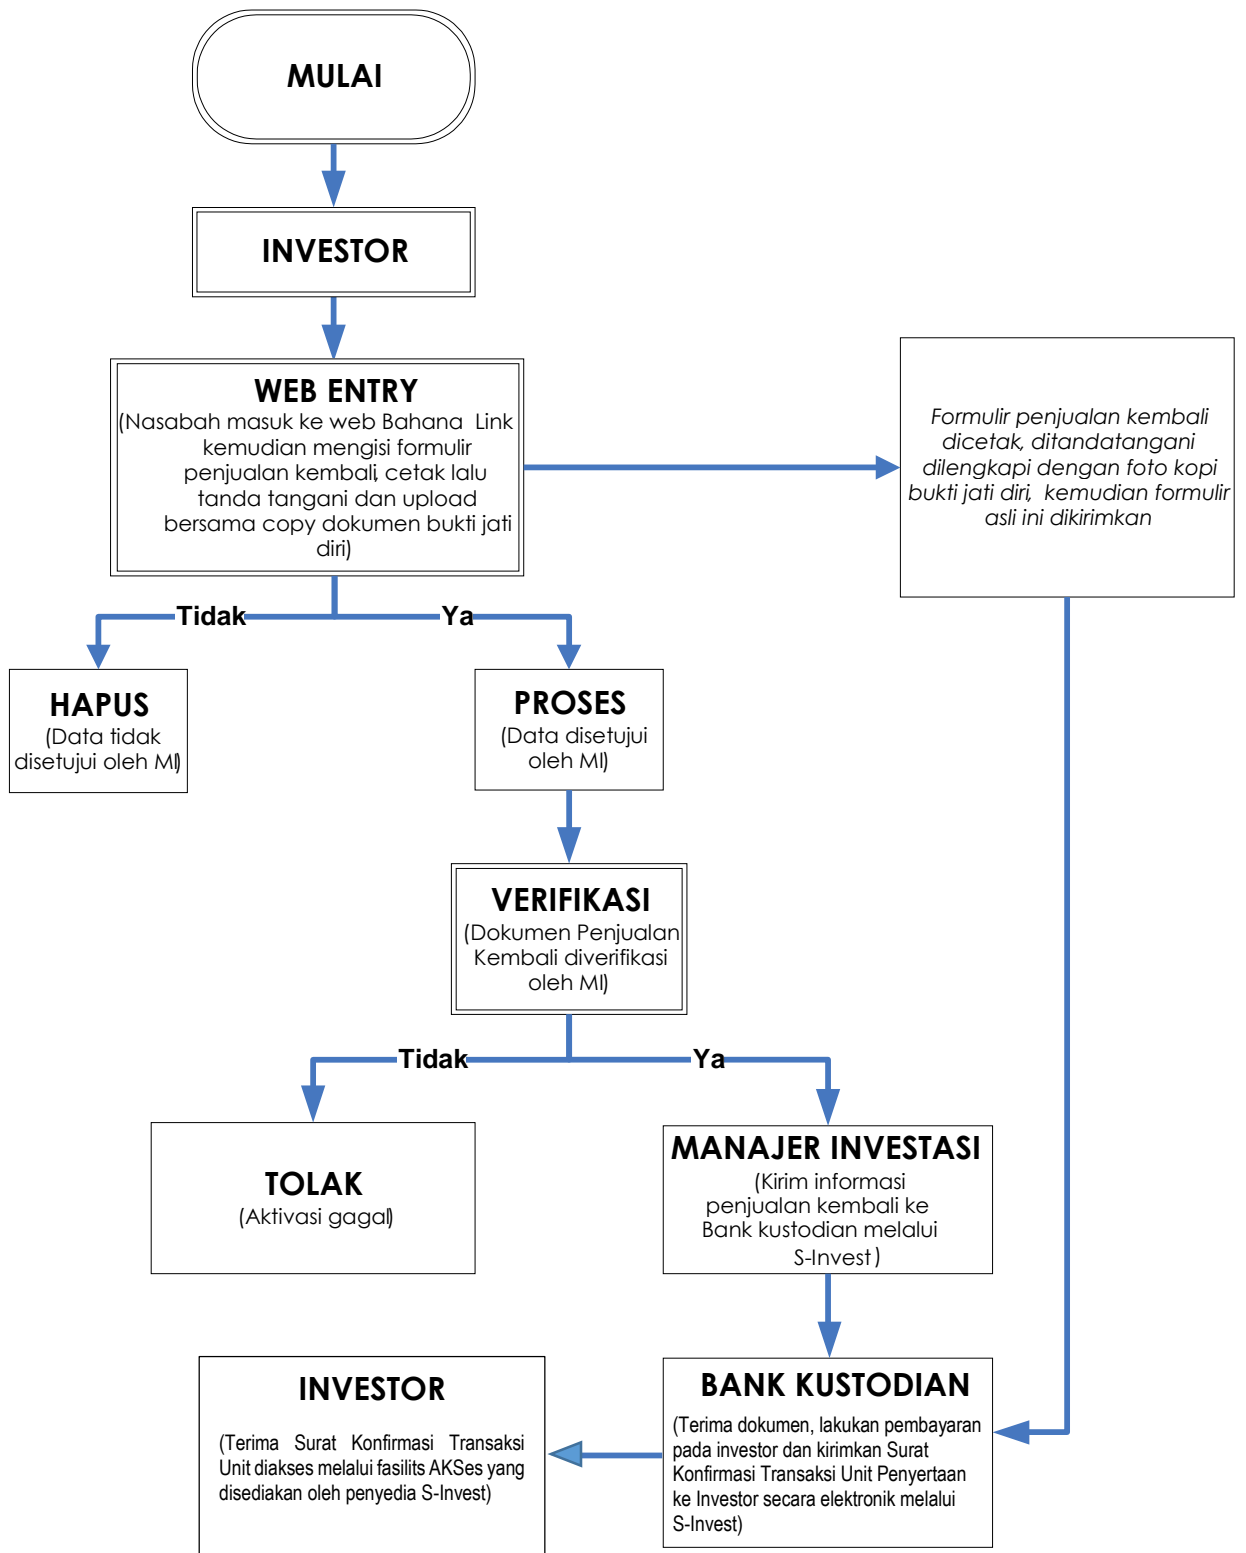 MULAI
INVESTOR
WEB ENTRY
(Nasabah masuk ke web Bahana Link
kemudian mengisi formulir
penjualan kembali, cetak lalu
tanda tangani dan upload
bersama copy dokumen bukti jati
diri)
Formulir penjualan kembali
dicetak, ditandatangani
dilengkapi dengan foto kopi
bukti jati diri, kemudian formulir
asli ini dikirimkan
Tidak
Ya
HAPUS
(Data tidak
disetujui oleh MI)
PROSES
(Data disetujui
oleh MI)
VERIFIKASI
(Dokumen Penjualan
Kembali diverifikasi
oleh MI)
Tidak
Ya
TOLAK
(Aktivasi gagal)
MANAJER INVESTASI
(Kirim informasi
penjualan kembali ke
Bank kustodian melalui
S-Invest)
INVESTOR
(Terima Surat Konfirmasi Transaksi
Unit diakses melalui fasilits AKSes yang
disediakan oleh penyedia S-Invest)
BANK KUSTODIAN
(Terima dokumen, lakukan pembayaran
pada investor dan kirimkan Surat
Konfirmasi Transaksi Unit Penyertaan
ke Investor secara elektronik melalui
S-Invest)